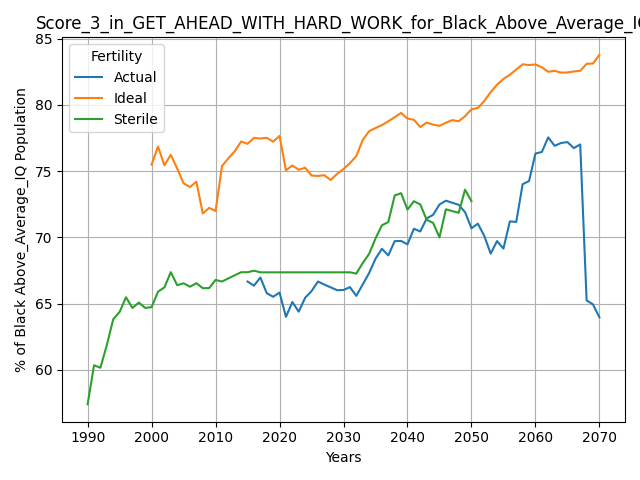 Score_3_in_GET_AHEAD_WITH_HARD_WORK_for_Black_Above_Average_IQ
% of Black Above_Average_IQ Population
85
80
75
70
65
60
Fertility
Actual
Ideal
Sterile
1990 2000 2010 2020 2030 2040 2050 2060 2070
Years